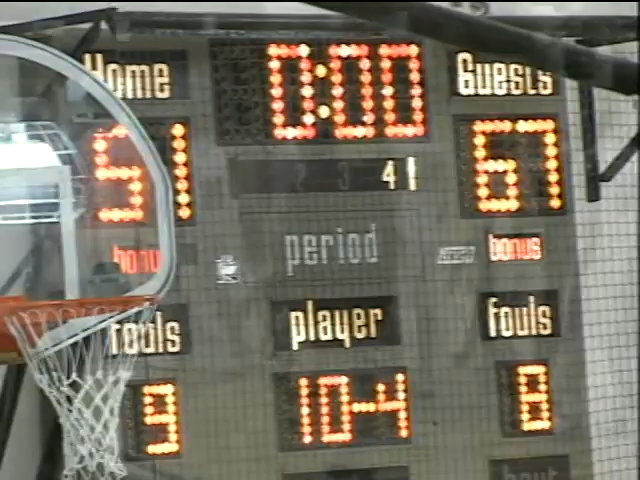 Home 0:00 Guests
51 67
2 3 4
bonus period bonus
fouls player fouls
9 10-4 8